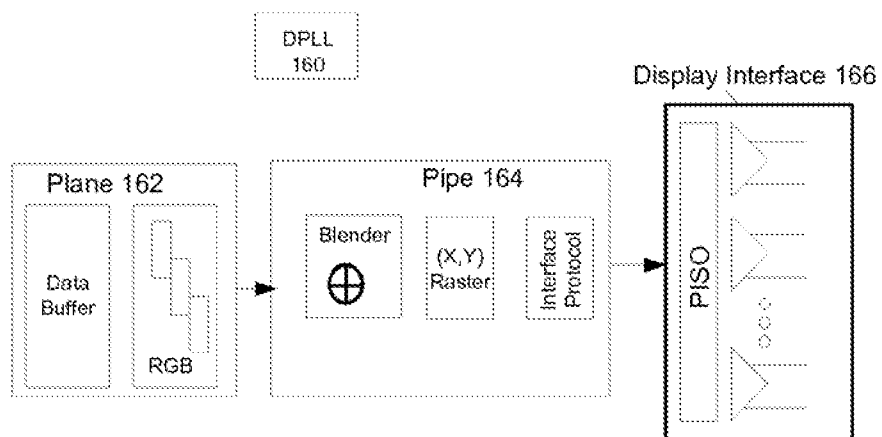 DPLL
160
Display Interface 166
Plane 162
Pipe 164
Data
Buffer
RGB
Blender
(X,Y)
Raster
Interface
Protocol
PISO